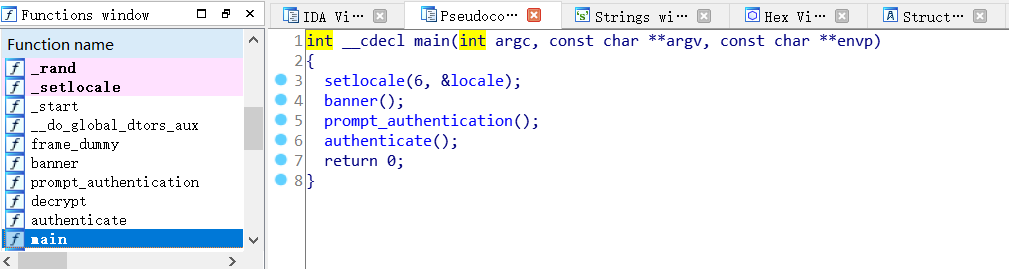 Functions window
IDA Vi···
Pseudoco···
Strings wi···
Hex Vi···
Struct···
Function name
_rand
_setlocale
_start
__do_global_dtors_aux
frame_dummy
banner
prompt_authentication
decrypt
authenticate
main
1 int __cdecl main(int argc, const char **argv, const char **envp)
2 {
3 setlocale(6, &locale);
4 banner();
5 prompt_authentication();
6 authenticate();
7 return 0;
8 }